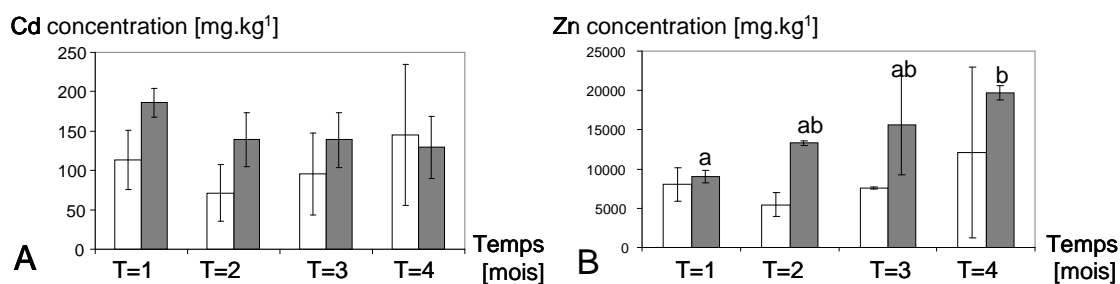 Cd concentration [mg.kg¹]
250
200
150
100
50
0
T=1 T=2 T=3 T=4
Temps
[mois]
A
Zn concentration [mg.kg¹]
25000
20000
15000
10000
5000
0
a ab ab b
T=1 T=2 T=3 T=4
Temps
[mois]
B